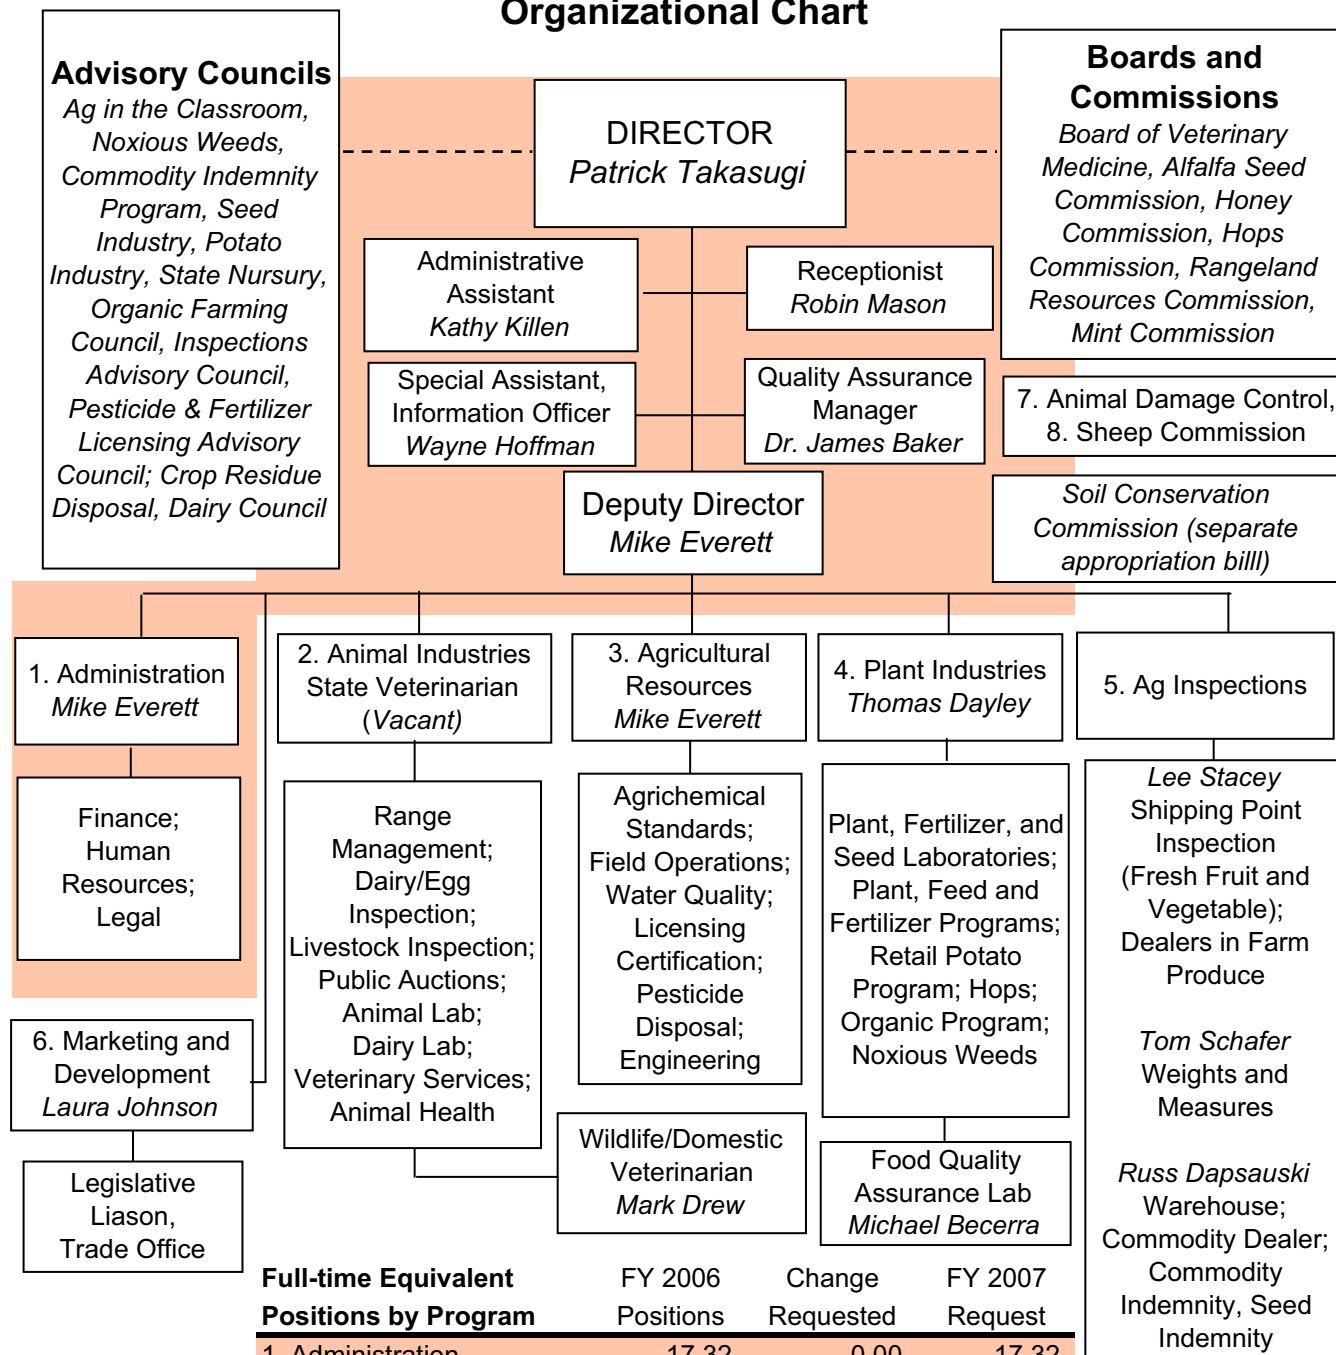 Organizational Chart
Advisory Councils
Ag in the Classroom,
Noxious Weeds,
Commodity Indemnity
Program, Seed
Industry, Potato
Industry, State Nursury,
Organic Farming
Council, Inspections
Advisory Council,
Pesticide & Fertilizer
Licensing Advisory
Council; Crop Residue
Disposal, Dairy Council
DIRECTOR
Patrick Takasugi
Boards and
Commissions
Board of Veterinary
Medicine, Alfalfa Seed
Commission, Honey
Commission, Hops
Commission, Rangeland
Resources Commission,
Mint Commission
Administrative
Assistant
Kathy Killen
Receptionist
Robin Mason
Special Assistant,
Information Officer
Wayne Hoffman
Quality Assurance
Manager
Dr. James Baker
7. Animal Damage Control,
8. Sheep Commission
Deputy Director
Mike Everett
Soil Conservation
Commission (separate
appropriation billl)
1. Administration
Mike Everett
2. Animal Industries
State Veterinarian
(Vacant)
3. Agricultural
Resources
Mike Everett
4. Plant Industries
Thomas Dayley
5. Ag Inspections
Finance;
Human
Resources;
Legal
Range
Management;
Dairy/Egg
Inspection;
Livestock Inspection;
Public Auctions;
Animal Lab;
Dairy Lab;
Veterinary Services;
Animal Health
Agrichemical
Standards;
Field Operations;
Water Quality;
Licensing
Certification;
Pesticide
Disposal;
Engineering
Plant, Fertilizer, and
Seed Laboratories;
Plant, Feed and
Fertilizer Programs;
Retail Potato
Program; Hops;
Organic Program;
Noxious Weeds
Lee Stacey
Shipping Point
Inspection
(Fresh Fruit and
Vegetable);
Dealers in Farm
Produce
Tom Schafer
Weights and
Measures
Russ Dapsauski
Warehouse;
Commodity Dealer;
Commodity
Indemnity, Seed
Indemnity
6. Marketing and
Development
Laura Johnson
Legislative
Liason,
Trade Office
Wildlife/Domestic
Veterinarian
Mark Drew
Food Quality
Assurance Lab
Michael Becerra
Full-time Equivalent FY 2006 Change FY 2007
Positions by Program Positions Requested Request
1. Administration 17.32 0.00 17.32